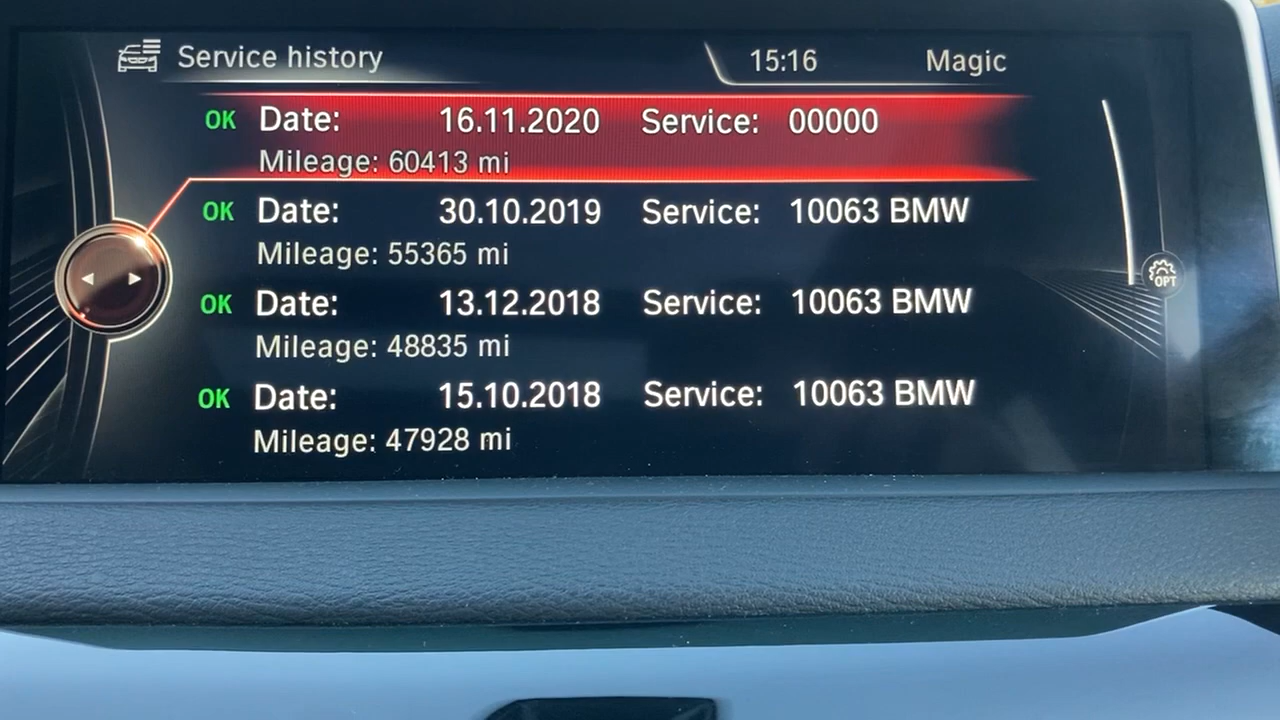 Service history 15:16 Magic
OK Date: 16.11.2020 Service: 00000
Mileage: 60413 mi
OK Date: 30.10.2019 Service: 10063 BMW
Mileage: 55365 mi
OK Date: 13.12.2018 Service: 10063 BMW
Mileage: 48835 mi
OK Date: 15.10.2018 Service: 10063 BMW
Mileage: 47928 mi
OPT